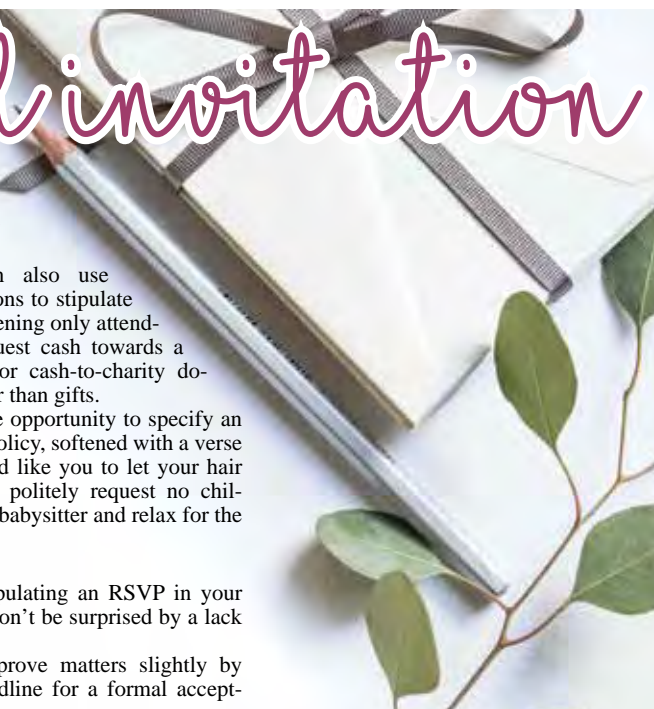 l invitation
n also use
ons to stipulate
ening only attend-
uest cash towards a
or cash-to-charity do-
r than gifts.
e opportunity to specify an
olicy, softened with a verse
d like you to let your hair
politely request no chil-
babysitter and relax for the
pulating an RSVP in your
on't be surprised by a lack
prove matters slightly by
dline for a formal accept-